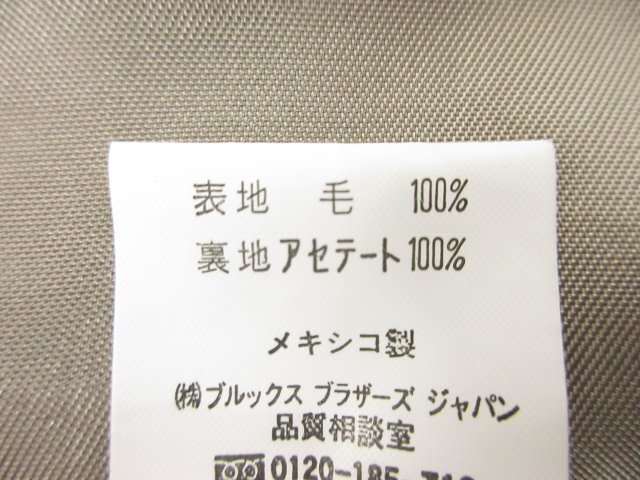 表地 毛 100%
裏地 アセテート 100%
メキシコ製
㈱ブルックス ブラザーズ ジャパン
品質相談室
0120-185-